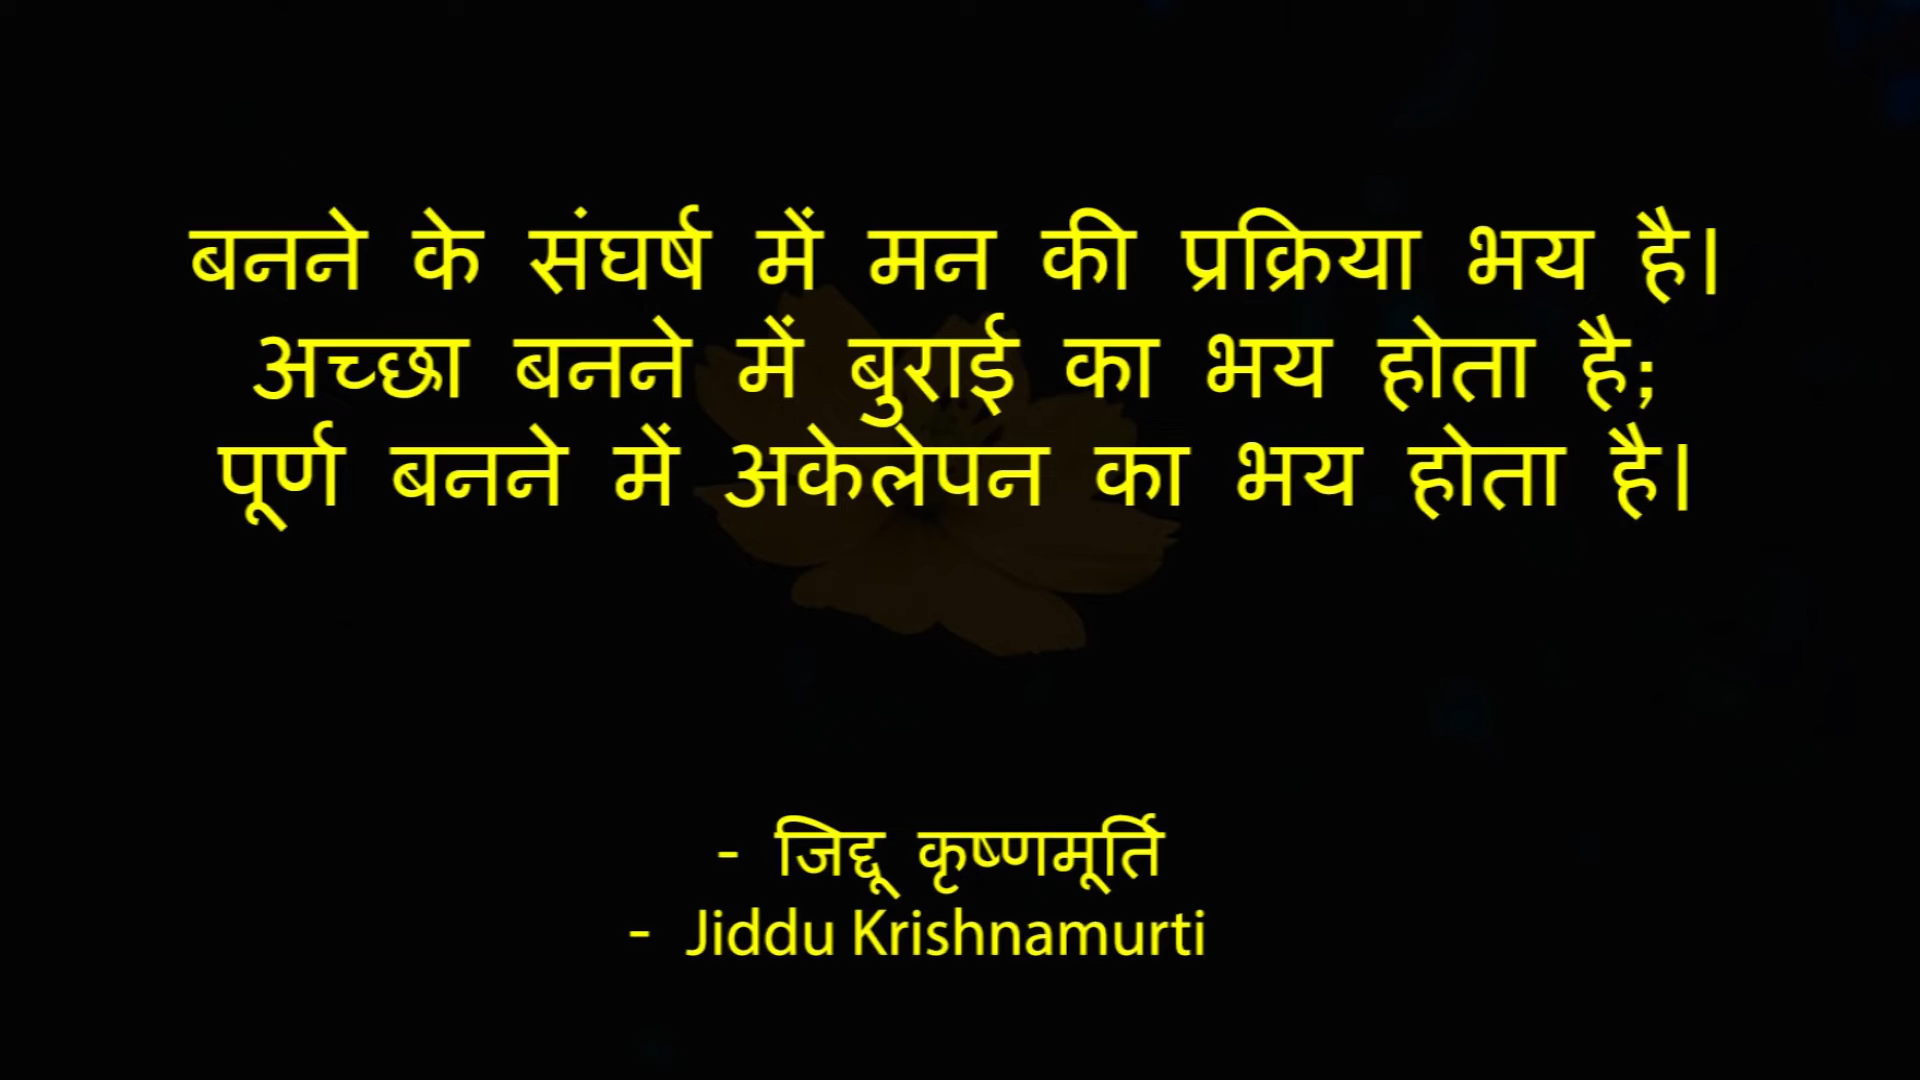 बनने के संघर्ष में मन की प्रक्रिया भय है।
अच्छा बनने में बुराई का भय होता है;
पूर्ण बनने में अकेलेपन का भय होता है।
- जिद्दू कृष्णमूर्ति
- Jiddu Krishnamurti